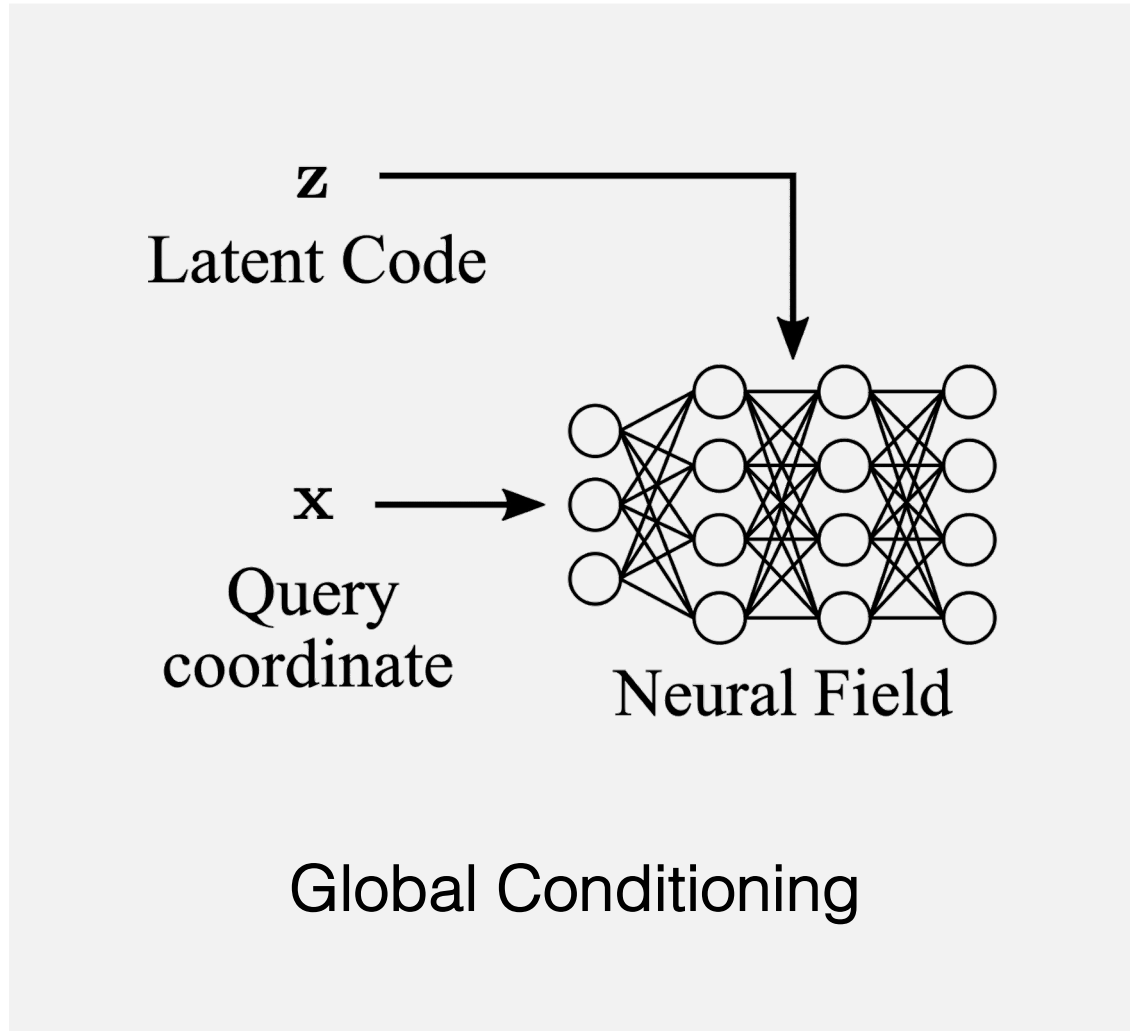 z
Latent Code
x
Query
coordinate
Neural Field
Global Conditioning